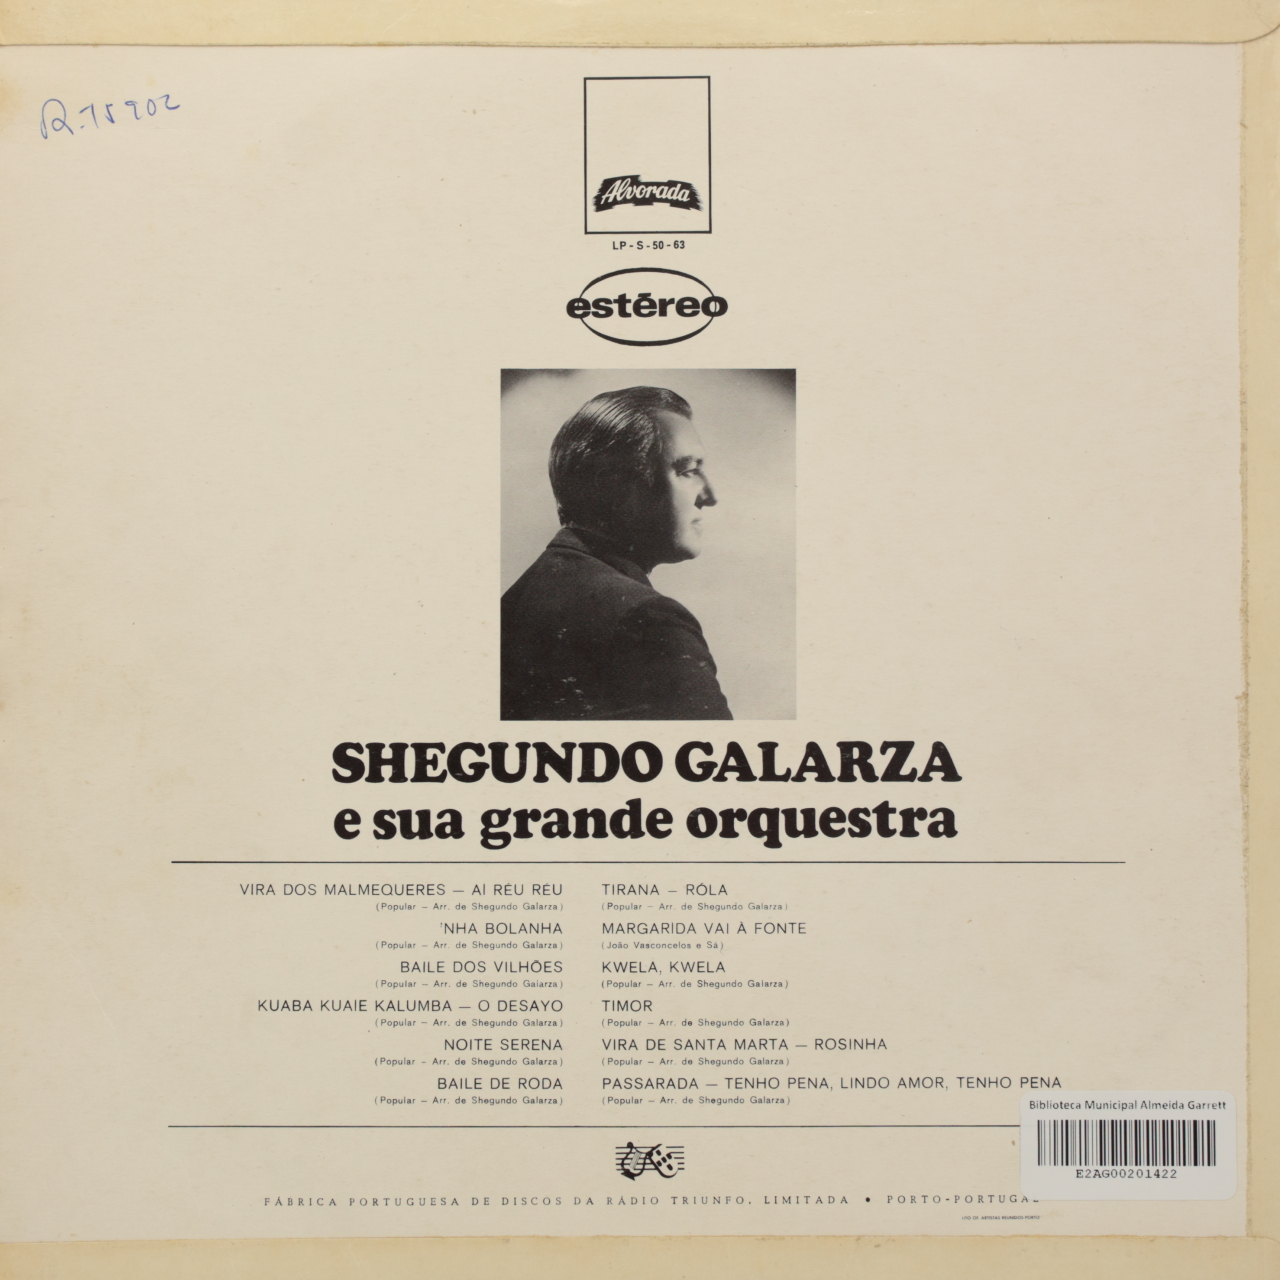 R.75902
Alvorada
LP - S - 50 - 63
estéreo
SHEGUNDO GALARZA
e sua grande orquestra
VIRA DOS MALMEQUERES — AI RÉU RÉU
(Popular — Arr. de Shegundo Galarza)
'NHA BOLANHA
(Popular — Arr. de Shegundo Galarza)
BAILE DOS VILHÕES
(Popular — Arr. de Shegundo Galarza)
KUABA KUAIE KALUMBA — O DESAYO
(Popular — Arr. de Shegundo Galarza)
NOITE SERENA
(Popular — Arr. de Shegundo Galarza)
BAILE DE RODA
(Popular — Arr. de Shegundo Galarza)
TIRANA — RÓLA
(Popular — Arr. de Shegundo Galarza)
MARGARIDA VAI À FONTE
(João Vasconcelos e Sá)
KWELA, KWELA
(Popular — Arr. de Shegundo Galarza)
TIMOR
(Popular — Arr. de Shegundo Galarza)
VIRA DE SANTA MARTA — ROSINHA
(Popular — Arr. de Shegundo Galarza)
PASSARADA — TENHO PENA, LINDO AMOR, TENHO PENA
(Popular — Arr. de Shegundo Galarza)
Biblioteca Municipal Almeida Garrett
E2AG00201422
FÁBRICA PORTUGUESA DE DISCOS DA RÁDIO TRIUNFO, LIMITADA • PORTO-PORTUGAL